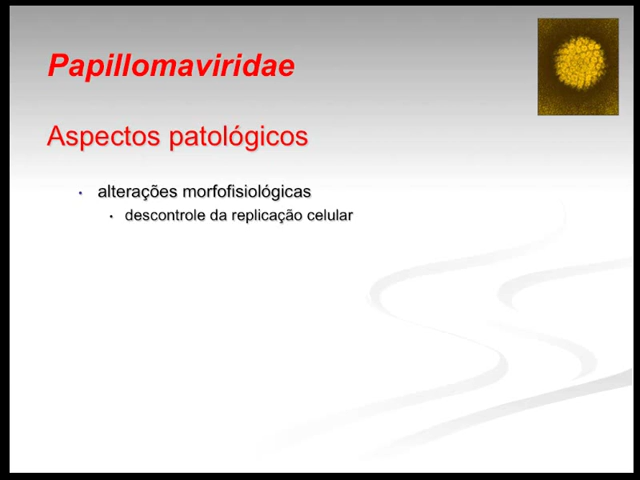 Papillomaviridae
Aspectos patológicos
• alterações morfofisiológicas
• descontrole da replicação celular